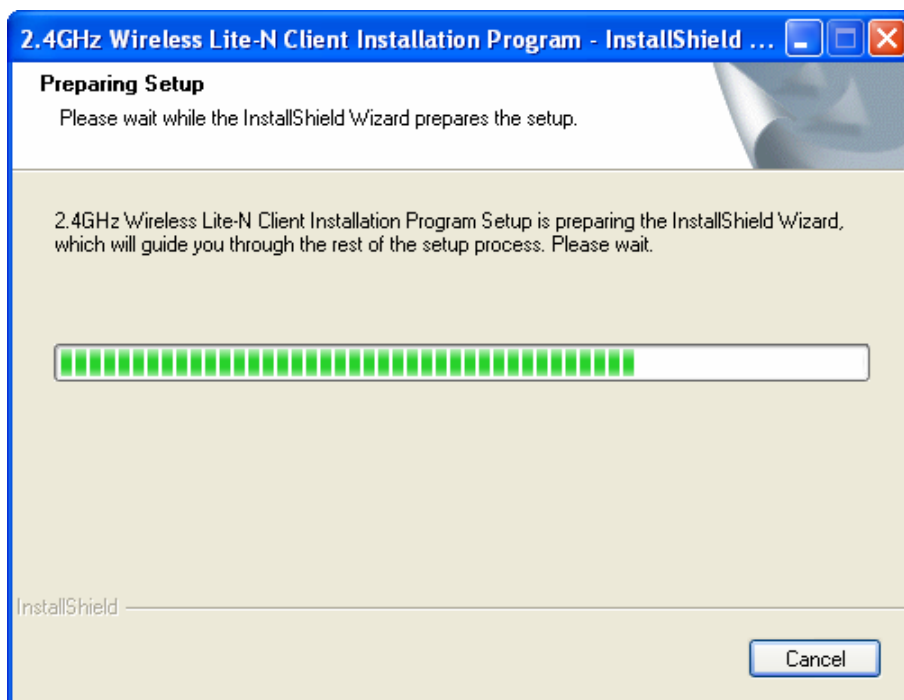 2.4GHz Wireless Lite-N Client Installation Program - InstallShield ...
Preparing Setup
Please wait while the InstallShield Wizard prepares the setup.
2.4GHz Wireless Lite-N Client Installation Program Setup is preparing the InstallShield Wizard,
which will guide you through the rest of the setup process. Please wait.
InstallShield
Cancel